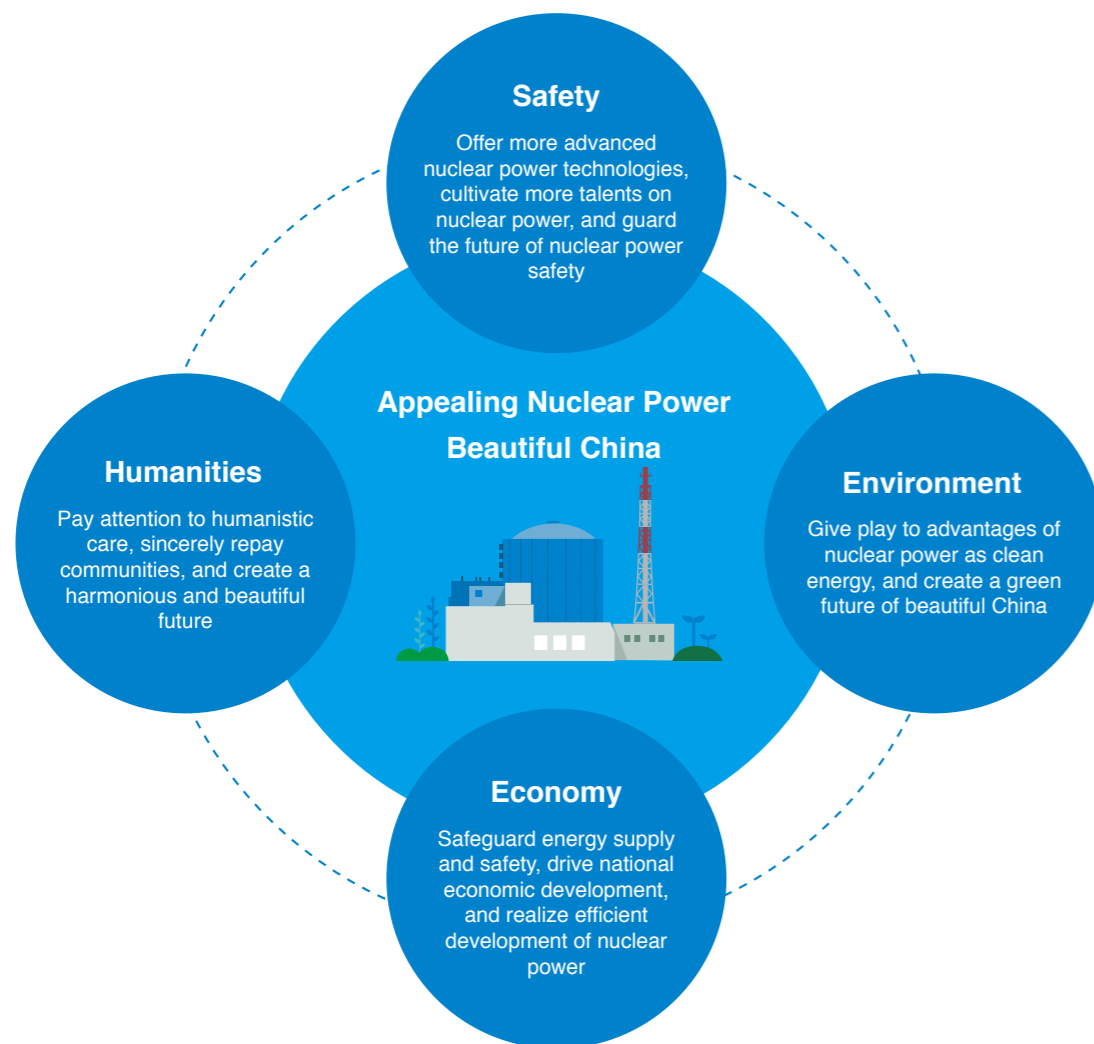 Safety
Offer more advanced
nuclear power technologies,
cultivate more talents on
nuclear power, and guard
the future of nuclear power
safety
Appealing Nuclear Power
Beautiful China
Humanities
Pay attention to humanistic
care, sincerely repay
communities, and create a
harmonious and beautiful
future
Environment
Give play to advantages of
nuclear power as clean
energy, and create a green
future of beautiful China
Economy
Safeguard energy supply
and safety, drive national
economic development,
and realize efficient
development of nuclear
power